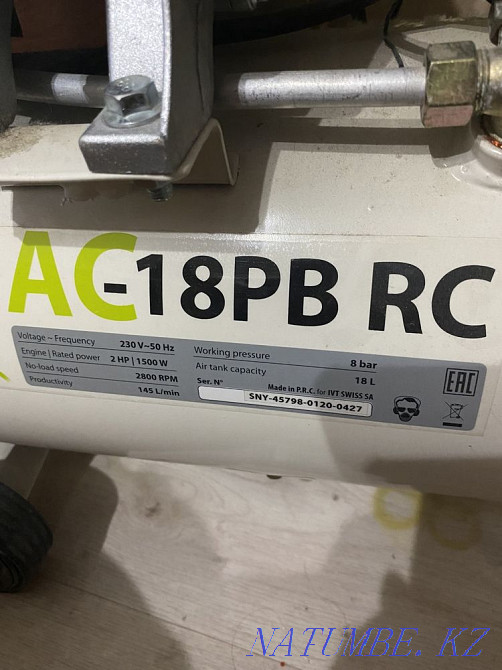 AC-18PB RC
Voltage ~ Frequency 230 V~50 Hz
Engine | Rated power 2 HP | 1500 W
No-load speed 2800 RPM
Productivity 145 L/min
Working pressure 8 bar
Air tank capacity 18 L
Ser. N° Made in P.R.C. for IVT SWISS SA
SNY-45798-0120-0427
EAC
NATUMBE. KZ